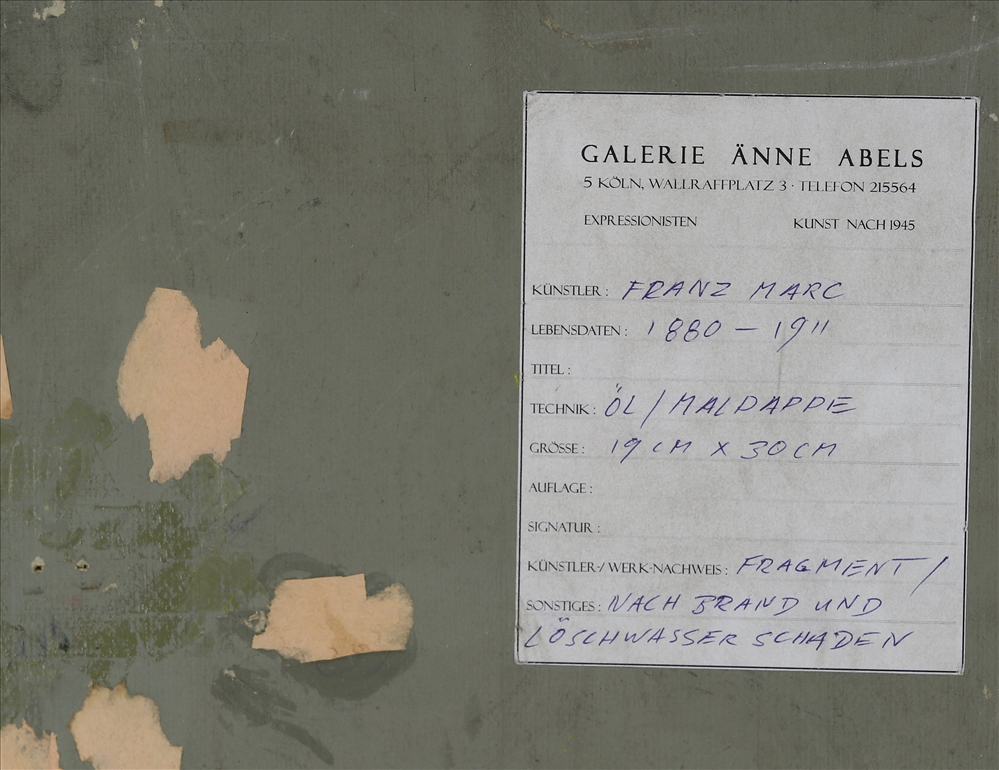 GALERIE ÄNNE ABELS
5 KÖLN, WALLRAFFPLATZ 3 · TELEFON 215564
EXPRESSIONISTEN KUNST NACH 1945
KÜNSTLER: FRANZ MARC
LEBENSDATEN: 1880 – 1911
TITEL:
TECHNIK: ÖL / MALPAPPE
GRÖSSE: 19 CM X 30 CM
AUFLAGE:
SIGNATUR:
KÜNSTLER-/WERK-NACHWEIS: FRAGMENT /
SONSTIGES: NACH BRAND UND
LÖSCHWASSER SCHADEN